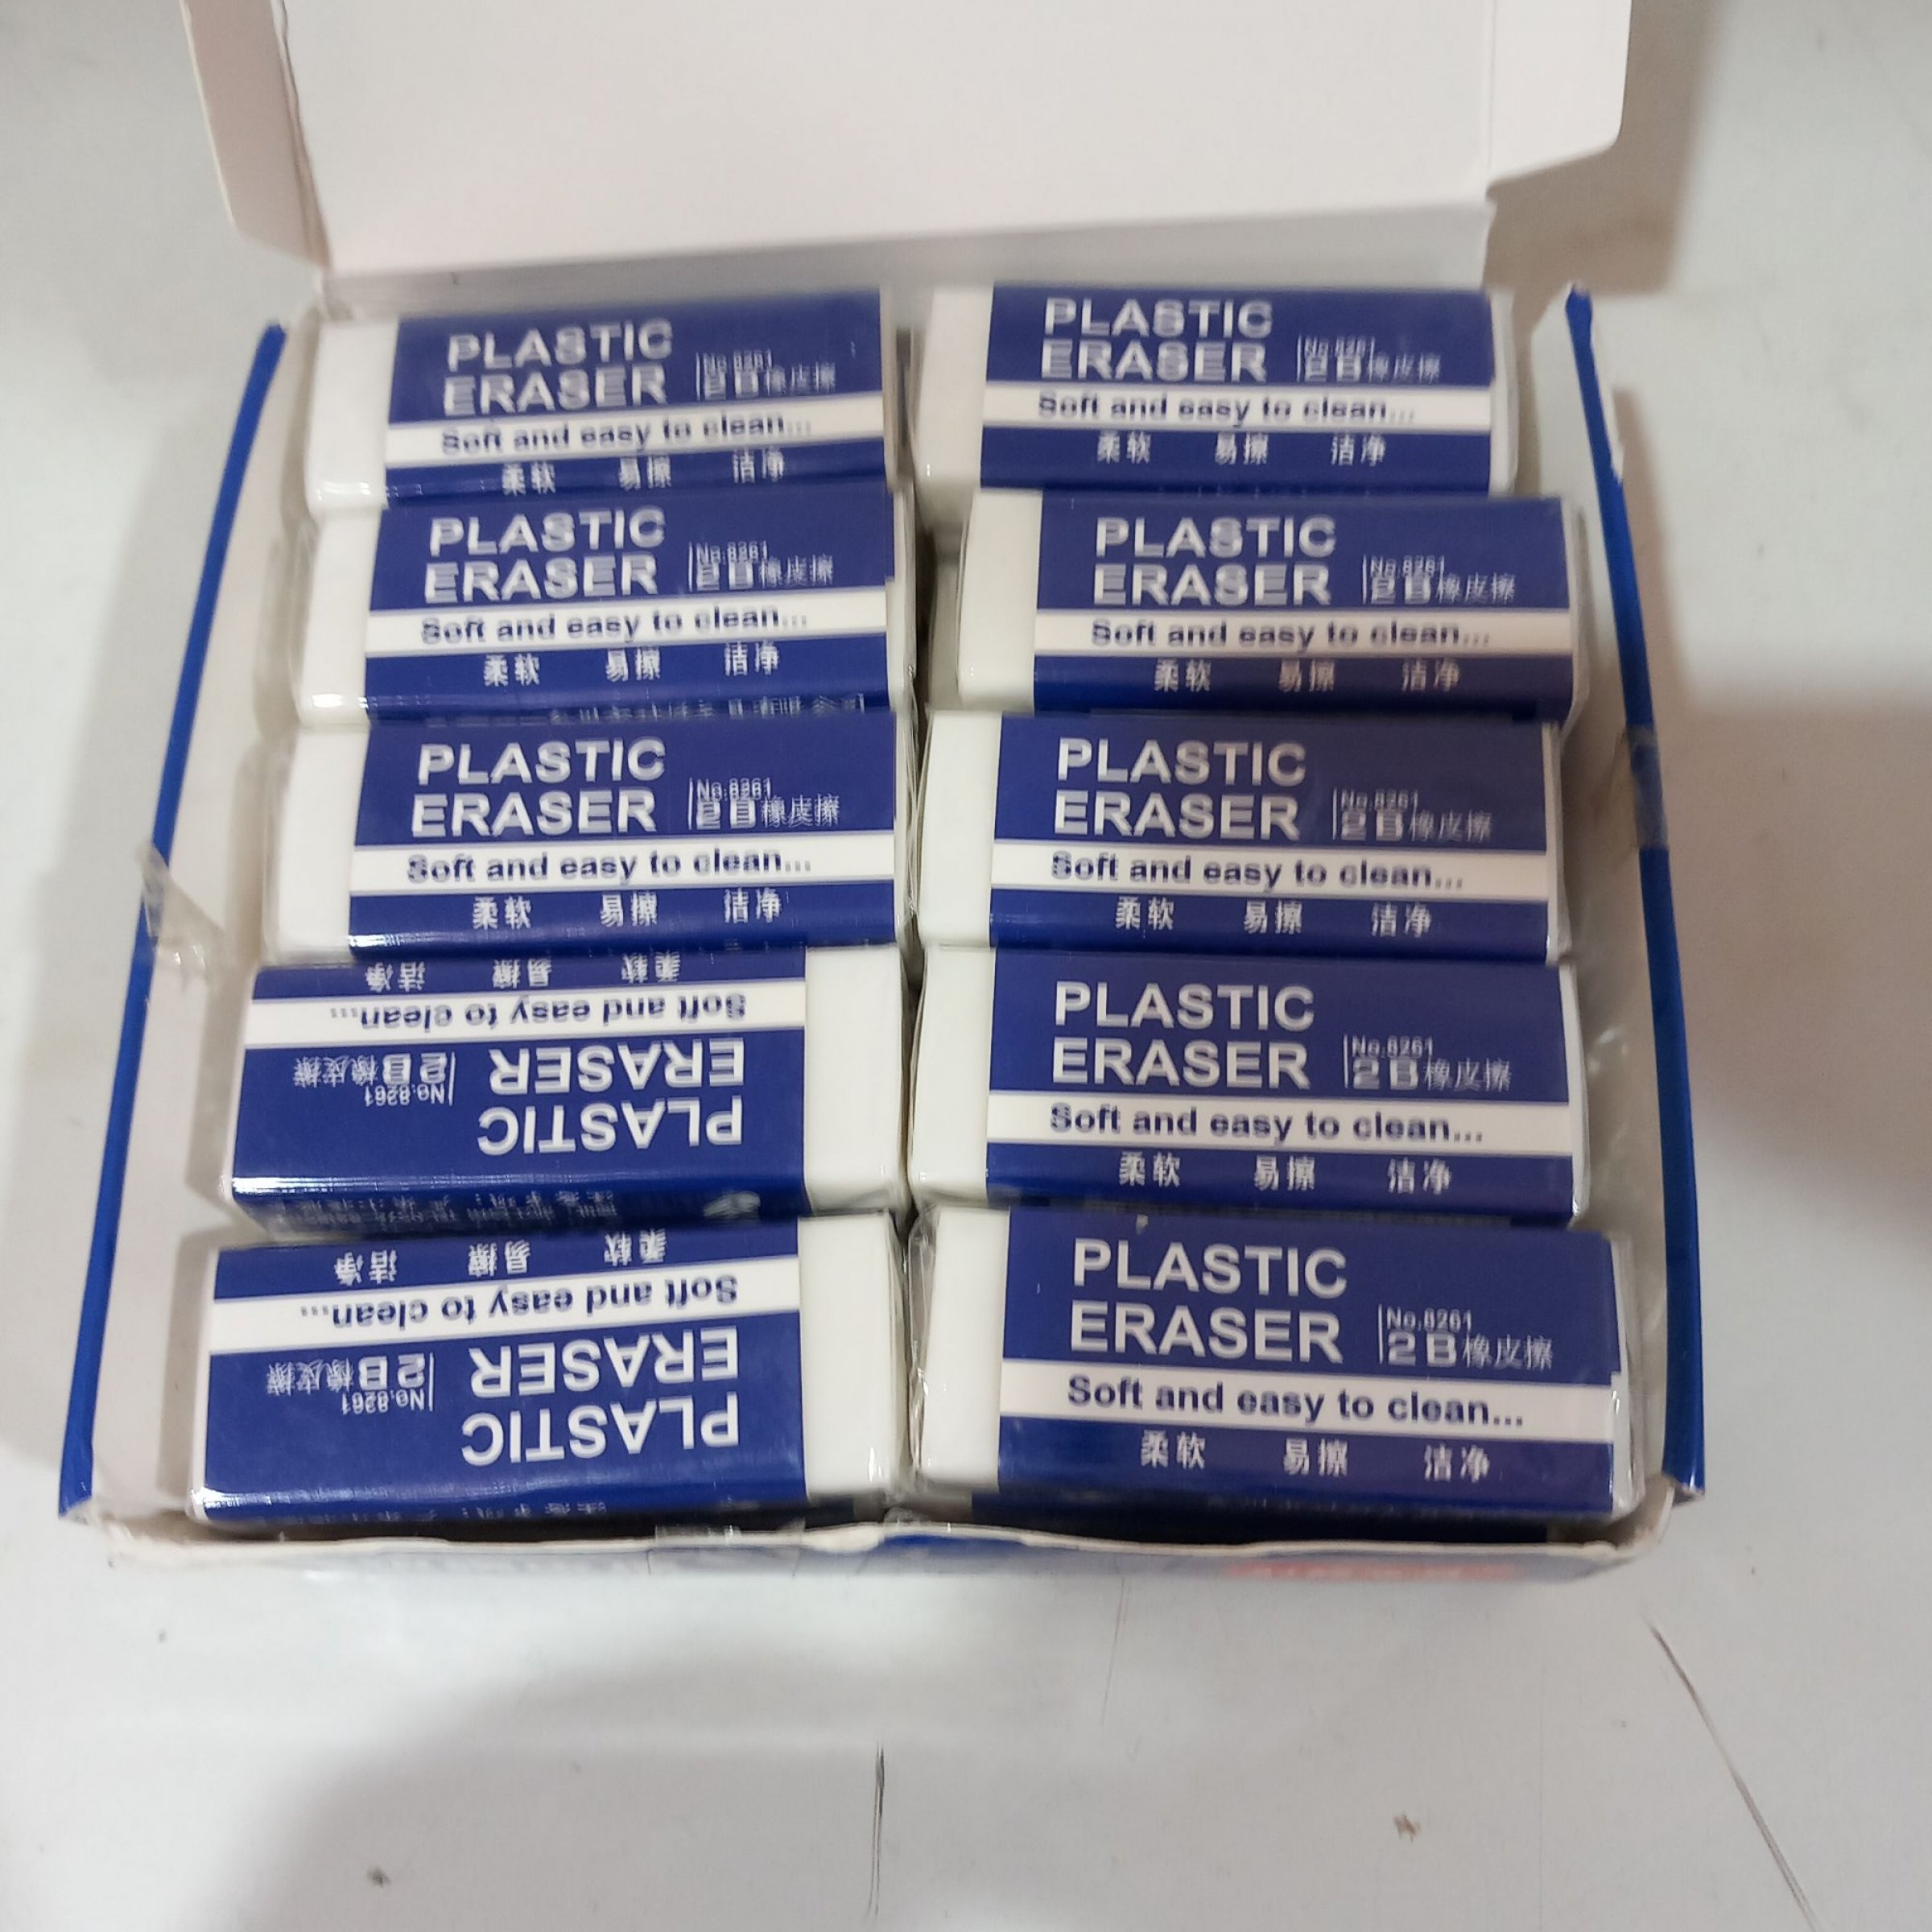 PLASTIC
ERASER
No.8261
2B橡皮擦
Soft and easy to clean...
柔软 易擦 洁净
PLASTIC
ERASER
No.8261
2B橡皮擦
Soft and easy to clean...
柔软 易擦 洁净
PLASTIC
ERASER
No.8261
2B橡皮擦
Soft and easy to clean...
柔软 易擦 洁净
PLASTIC
ERASER
No.8261
2B橡皮擦
Soft and easy to clean...
柔软 易擦 洁净
PLASTIC
ERASER
No.8261
2B橡皮擦
Soft and easy to clean...
柔软 易擦 洁净
PLASTIC
ERASER
No.8261
2B橡皮擦
Soft and easy to clean...
柔软 易擦 洁净
PLASTIC
ERASER
No.8261
2B橡皮擦
Soft and easy to clean...
柔软 易擦 洁净
PLASTIC
ERASER
No.8261
2B橡皮擦
Soft and easy to clean...
柔软 易擦 洁净
PLASTIC
ERASER
No.8261
2B橡皮擦
Soft and easy to clean...
柔软 易擦 洁净
PLASTIC
ERASER
No.8261
2B橡皮擦
Soft and easy to clean...
柔软 易擦 洁净